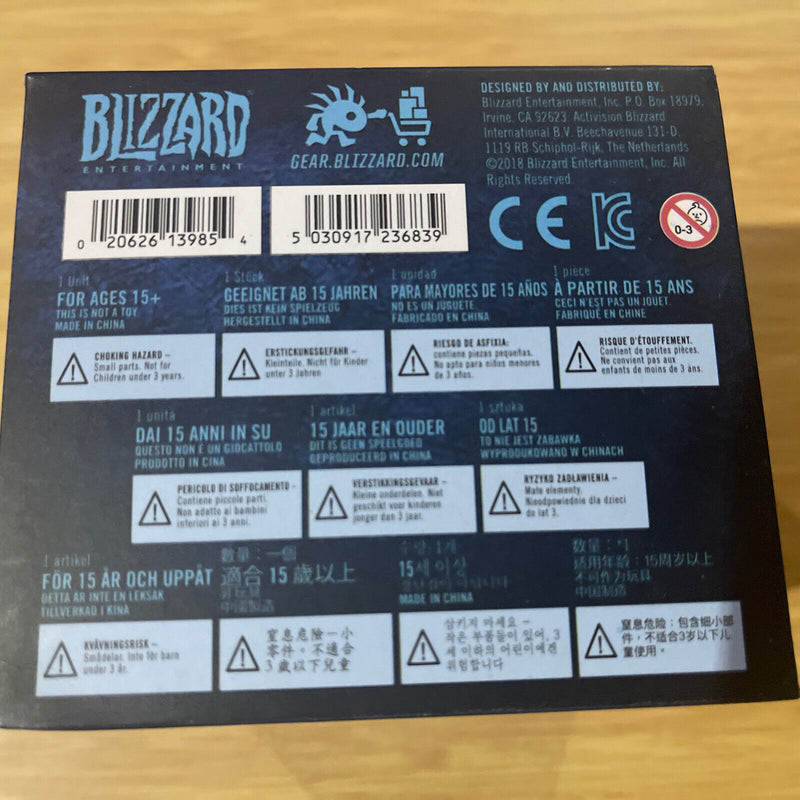 BLIZZARD
ENTERTAINMENT
GEAR.BLIZZARD.COM
DESIGNED BY AND DISTRIBUTED BY:
Blizzard Entertainment, Inc. P.O. Box 18979,
Irvine, CA 92623. Activision Blizzard
International B.V. Beechavenue 131-D,
1119 RB Schiphol-Rijk, The Netherlands
©2018 Blizzard Entertainment, Inc. All
Rights Reserved.
0 20626 13985 4
5 030917 236839
CE
KC
0-3
1 Unit
FOR AGES 15+
THIS IS NOT A TOY
MADE IN CHINA
CHOKING HAZARD –
Small parts. Not for
Children under 3 years.
1 Stück
GEEIGNET AB 15 JAHREN
DIES IST KEIN SPIELZEUG
HERGESTELLT IN CHINA
ERSTICKUNGSGEFAHR –
Kleinteile. Nicht für Kinder
unter 3 Jahren
1 unidad
PARA MAYORES DE 15 AÑOS
NO ES UN JUGUETE
FABRICADO EN CHINA
RIESGO DE ASFIXIA:
contiene piezas pequeñas.
No apto para niños menores
de 3 años.
1 pièce
À PARTIR DE 15 ANS
CECI N'EST PAS UN JOUET.
FABRIQUÉ EN CHINE
RISQUE D'ÉTOUFFEMENT.
Contient de petites pièces.
Ne convient pas aux
enfants de moins de 3 ans.
1 unità
DAI 15 ANNI IN SU
QUESTO NON È UN GIOCATTOLO
PRODOTTO IN CINA
PERICOLO DI SOFFOCAMENTO –
Contiene piccole parti.
Non adatto ai bambini
inferiori ai 3 anni.
1 artikel
15 JAAR EN OUDER
DIT IS GEEN SPEELGOED
GEPRODUCEERD IN CHINA
VERSTIKKINGSGEVAAR –
Kleine onderdelen. Niet
geschikt voor kinderen
jonger dan 3 jaar.
1 sztuka
OD LAT 15
TO NIE JEST ZABAWKA
WYPRODUKOWANO W CHINACH
RYZYKO ZADŁAWIENIA –
Małe elementy.
Nieodpowiednie dla dzieci
do lat 3.
1 artikel
FÖR 15 ÅR OCH UPPÅT
DETTA ÄR INTE EN LEKSAK
TILLVERKAD I KINA
KVÄVNINGSRISK –
Smådelar. Inte för barn
under 3 år.
數量：一個
適合 15 歲以上
非玩具
中國製造
窒息危險－小
零件。不適合
3 歲以下兒童
수량: 1개
15세 이상
MADE IN CHINA
삼키지 마세요 –
작은 부품들이 있어, 3
세 이하의 어린이에겐
위험합니다
数量：
适用年龄：15周岁以上
不可作为玩具
中国制造
窒息危险：包含细小部
件，不适合3岁以下儿
童使用。